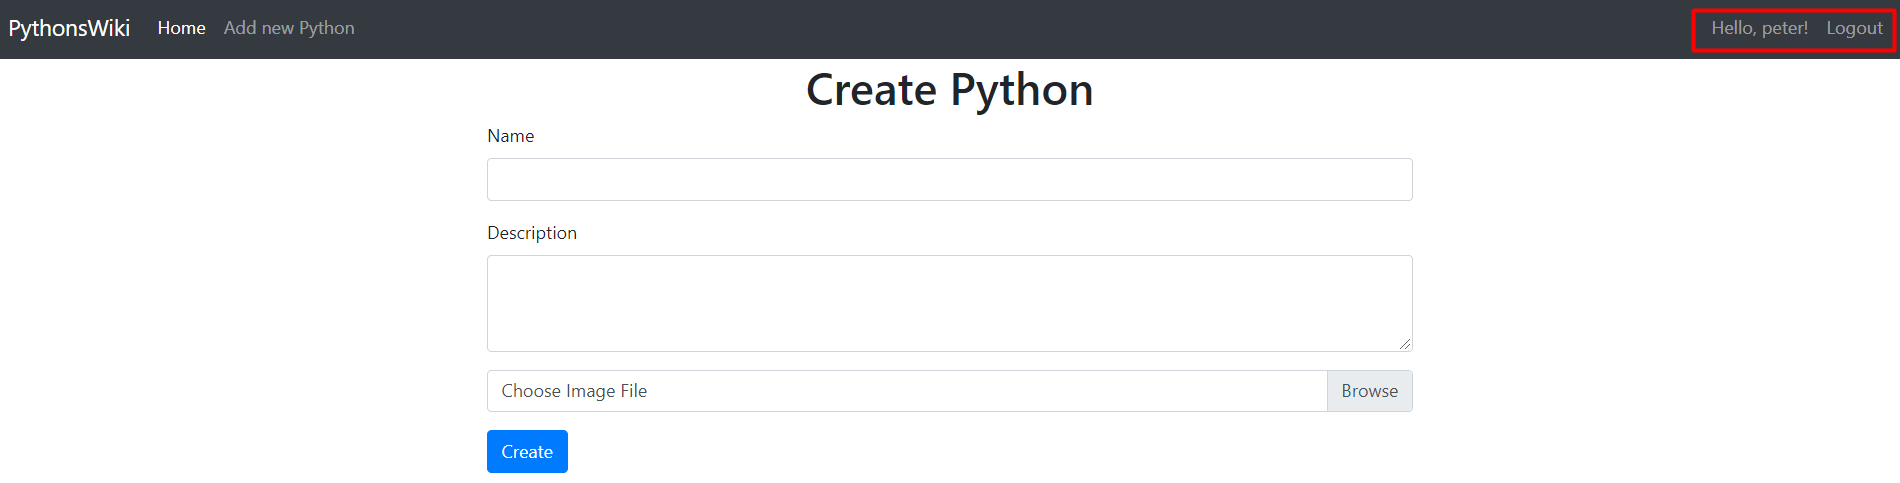 PythonsWiki Home Add new Python Hello, peter! Logout
Create Python
Name
Description
Choose Image File Browse
Create